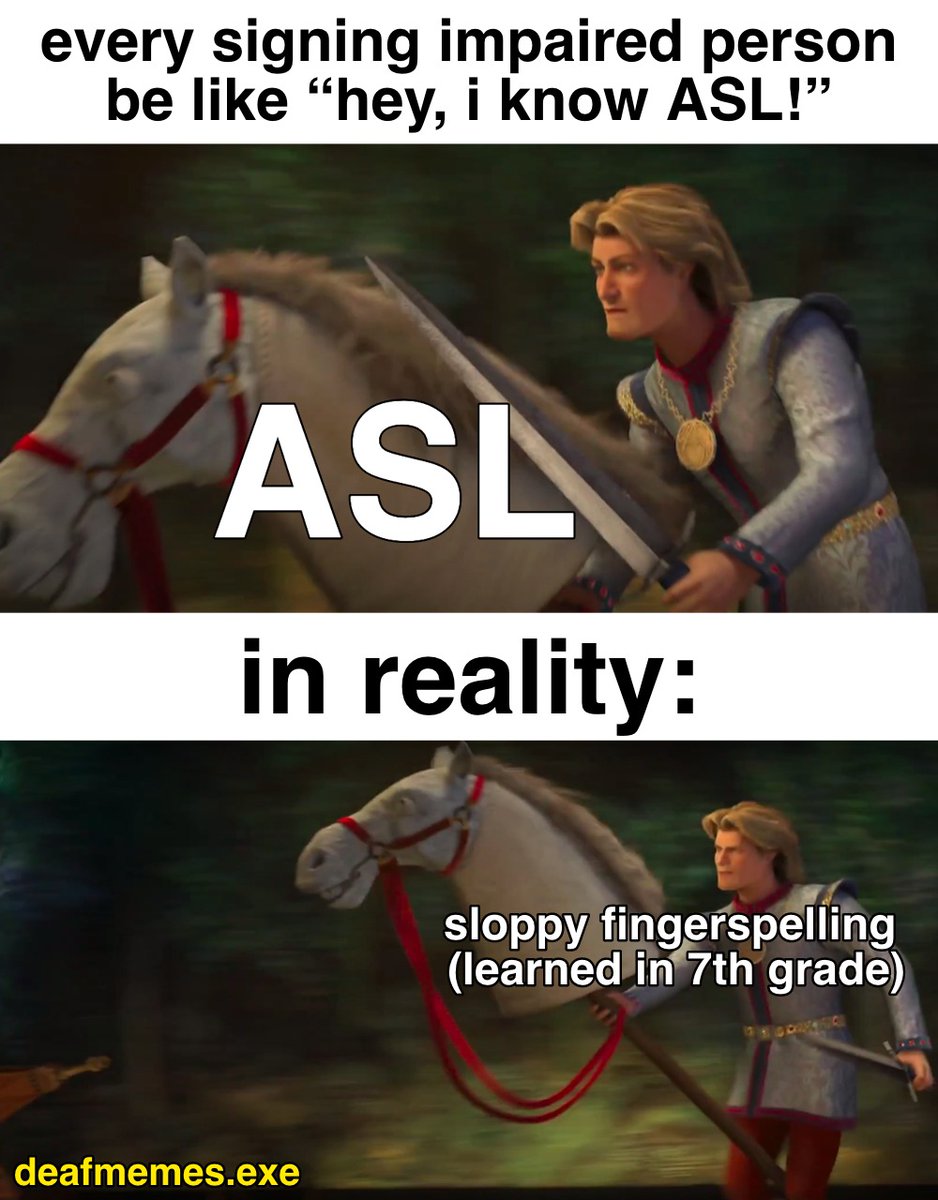 every signing impaired person
be like “hey, i know ASL!”
ASL
in reality:
sloppy fingerspelling
(learned in 7th grade)
deafmemes.exe